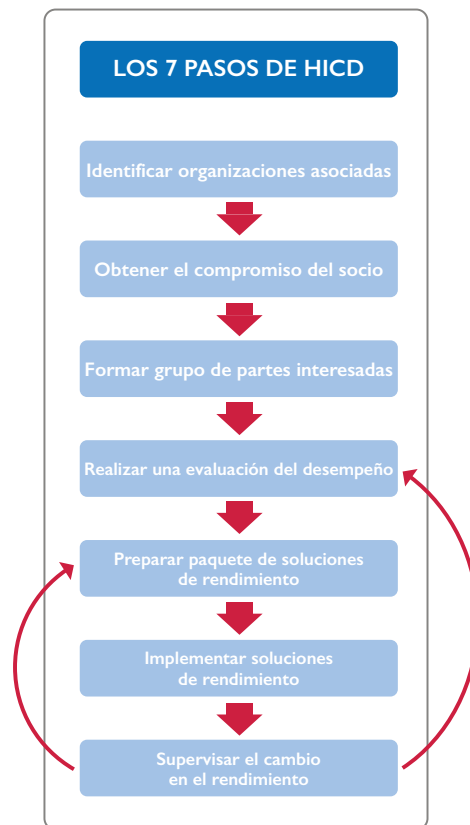 LOS 7 PASOS DE HICD
Identificar organizaciones asociadas
Obtener el compromiso del socio
Formar grupo de partes interesadas
Realizar una evaluación del desempeño
Preparar paquete de soluciones
de rendimiento
Implementar soluciones
de rendimiento
Supervisar el cambio
en el rendimiento